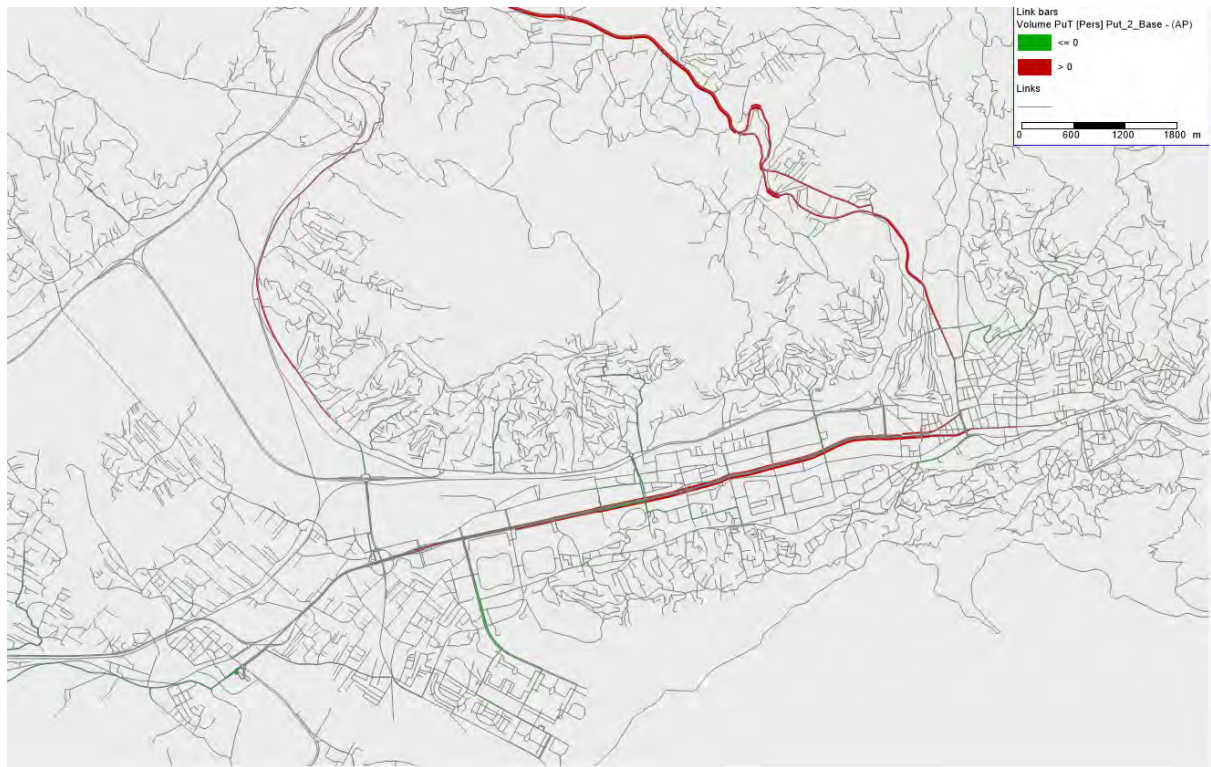 Link bars
Volume PuT [Pers] Put_2_Base - (AP)
<= 0
> 0
Links
0 600 1200 1800 m